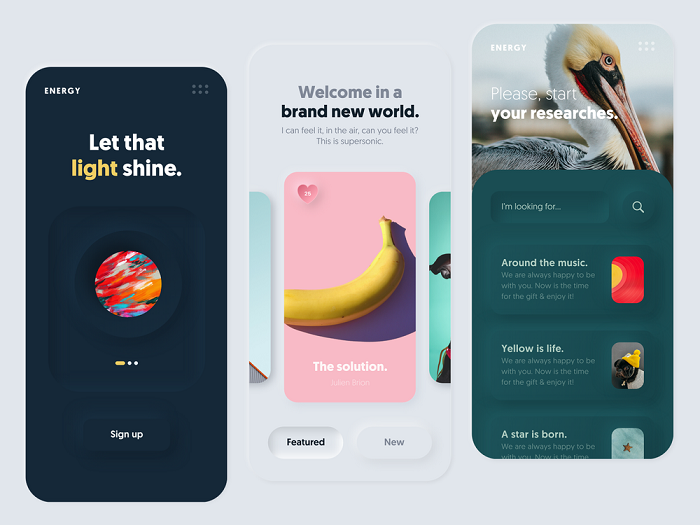 ENERGY
Let that
light shine.
Sign up
Welcome in a
brand new world.
I can feel it, in the air, can you feel it?
This is supersonic.
28
The solution.
Featured
New
ENERGY
Please, start
your researches.
I'm looking for...
Around the music.
We are always happy to be
with you. Now is the time
for the gift & enjoy it!
Yellow is life.
We are always happy to be
with you. Now is the time
for the gift & enjoy it!
A star is born.
We are always happy to be
with you. Now is the time